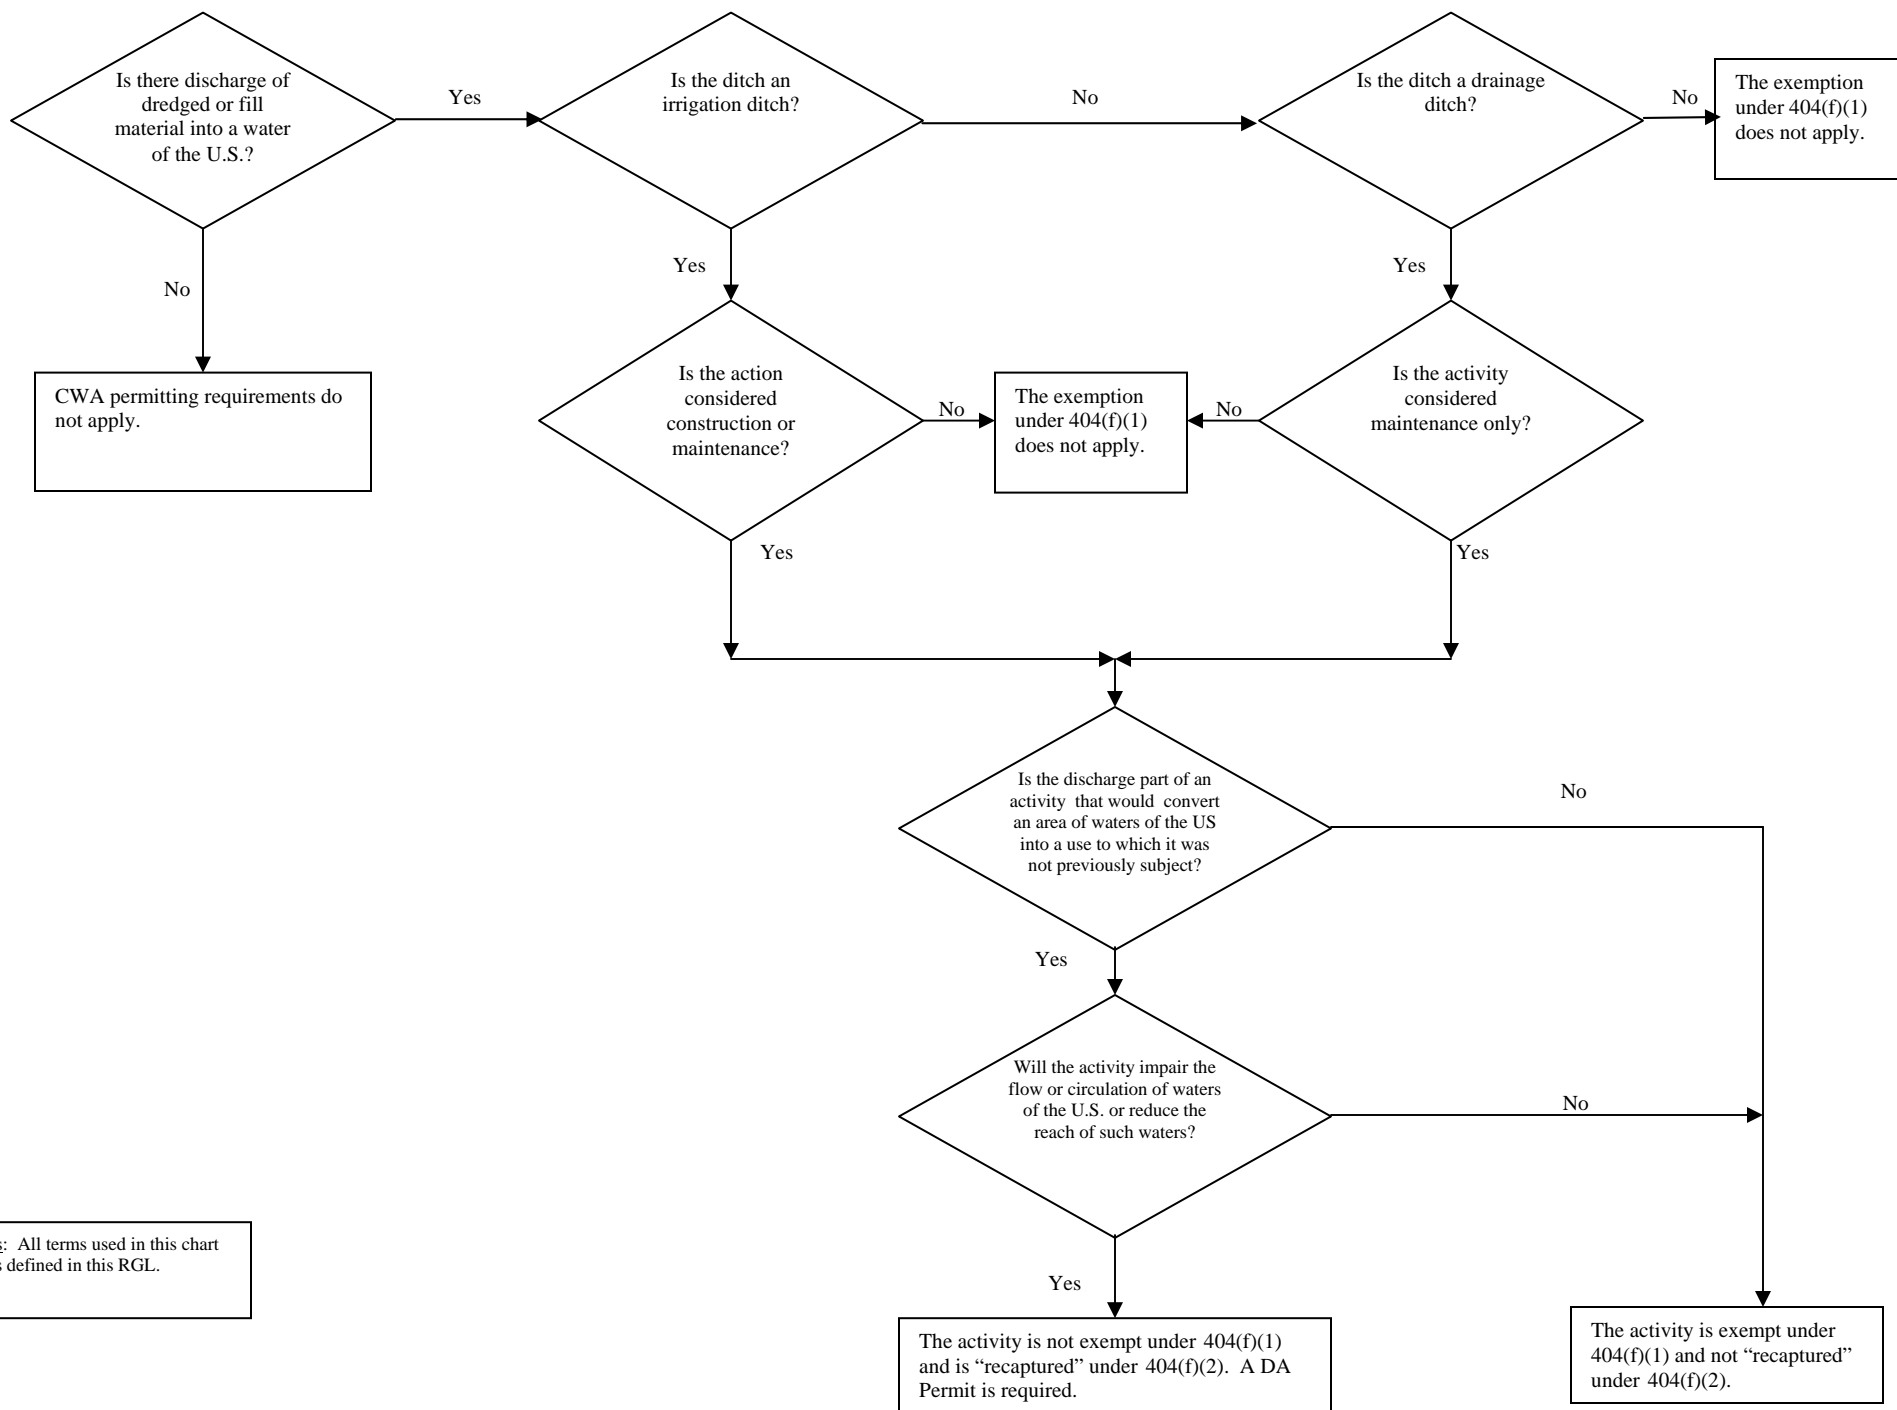 Is there discharge of
dredged or fill
material into a water
of the U.S.?
Yes
Is the ditch an
irrigation ditch?
No
Is the ditch a drainage
ditch?
No
The exemption
under 404(f)(1)
does not apply.
No
Yes
Yes
CWA permitting requirements do
not apply.
Is the action
considered
construction or
maintenance?
No
The exemption
under 404(f)(1)
does not apply.
No
Is the activity
considered
maintenance only?
Yes
Yes
Is the discharge part of an
activity that would convert
an area of waters of the US
into a use to which it was
not previously subject?
No
Yes
Will the activity impair the
flow or circulation of waters
of the U.S. or reduce the
reach of such waters?
No
Yes
: All terms used in this chart
defined in this RGL.
The activity is not exempt under 404(f)(1)
and is “recaptured” under 404(f)(2). A DA
Permit is required.
The activity is exempt under
404(f)(1) and not “recaptured”
under 404(f)(2).